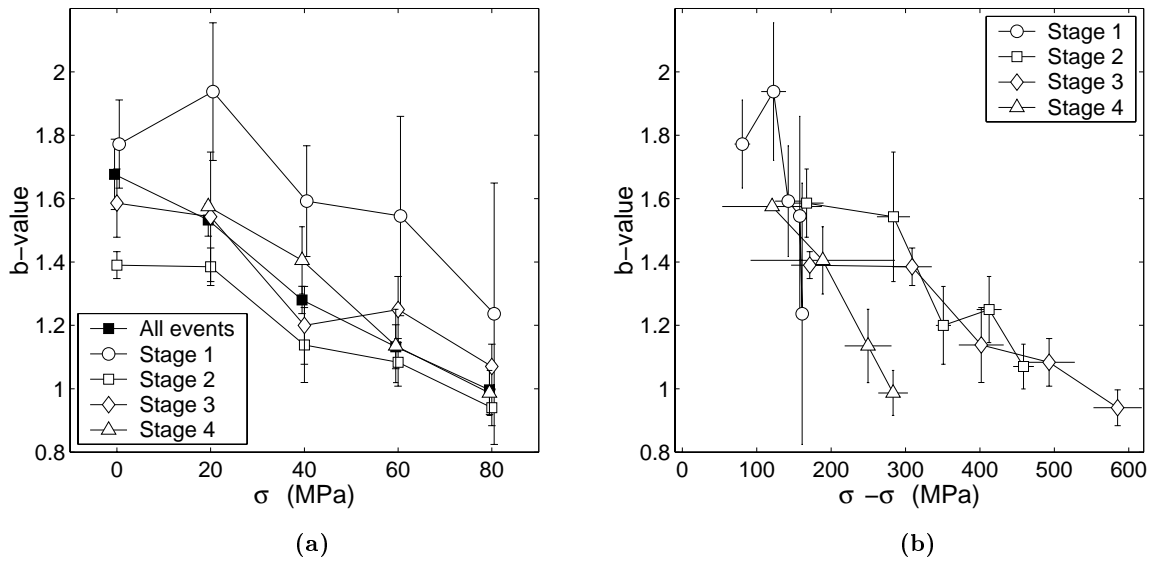 2
1.8
1.6
1.4
1.2
1
0.8
b−value
All events
Stage 1
Stage 2
Stage 3
Stage 4
0 20 40 60 80
σ (MPa)
(a)
2
1.8
1.6
1.4
1.2
1
0.8
b−value
Stage 1
Stage 2
Stage 3
Stage 4
0 100 200 300 400 500 600
σ −σ (MPa)
(b)